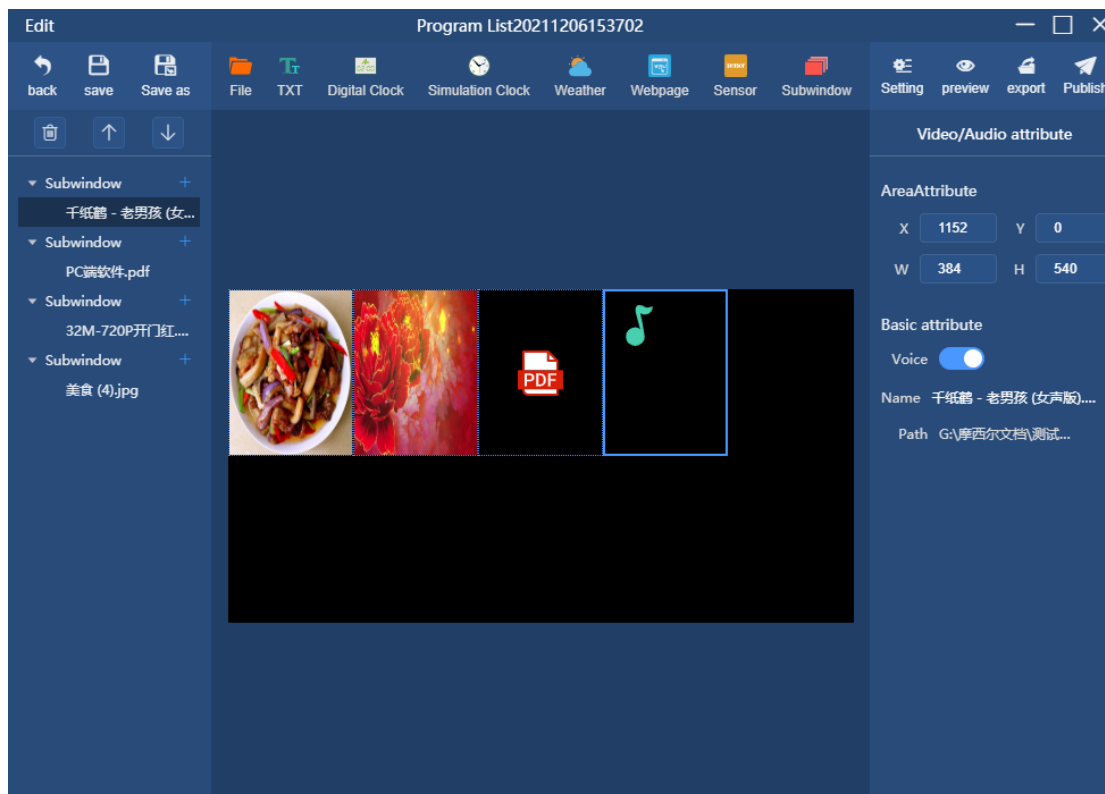 Edit
Program List20211206153702
back save Save as File TXT Digital Clock Simulation Clock Weather Webpage Sensor Subwindow Setting preview export Publish
Video/Audio attribute
Subwindow
千纸鹤 - 老男孩 (女...
Subwindow
PC端软件.pdf
Subwindow
32M-720P开门红....
Subwindow
美食 (4).jpg
PDF
AreaAttribute
X 1152 Y 0
W 384 H 540
Basic attribute
Voice
Name 千纸鹤 - 老男孩 (女声版)....
Path G:\摩西尔文档\测试...